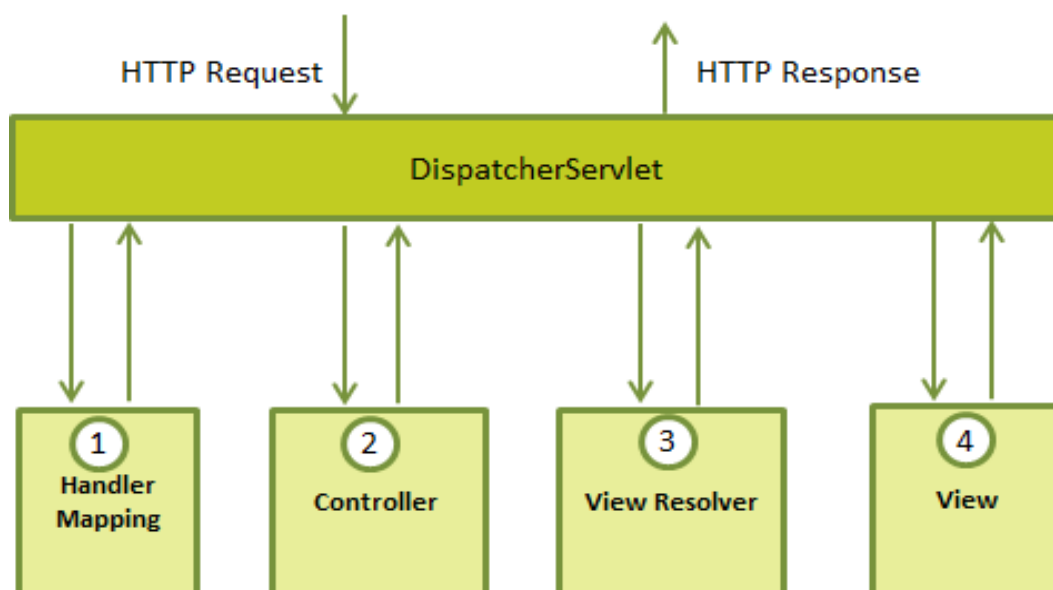 HTTP Request
HTTP Response
DispatcherServlet
1
Handler
Mapping
2
Controller
3
View Resolver
4
View